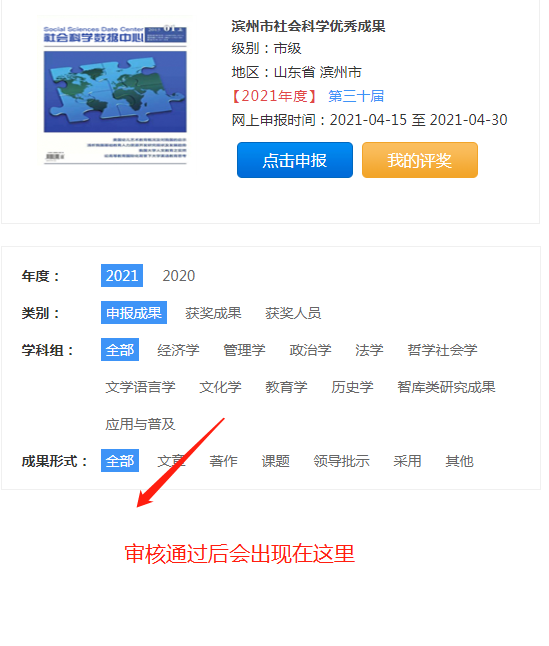 Social Sciences Data Center
社会科学数据中心
滨州市社会科学优秀成果
级别：市级
地区：山东省 滨州市
【2021年度】 第三十届
网上申报时间：2021-04-15 至 2021-04-30
点击申报 我的评奖
年度： 2021 2020
类别： 申报成果 获奖成果 获奖人员
学科组： 全部 经济学 管理学 政治学 法学 哲学社会学
文学语言学 文化学 教育学 历史学 智库类研究成果
应用与普及
成果形式： 全部 文章 著作 课题 领导批示 采用 其他
审核通过后会出现在这里